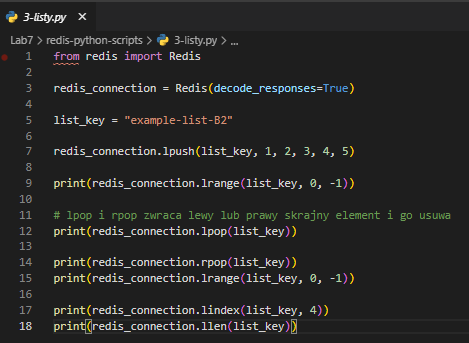 3-listy.py ×
Lab7 > redis-python-scripts > 3-listy.py > ...
1 from redis import Redis
2
3 redis_connection = Redis(decode_responses=True)
4
5 list_key = "example-list-B2"
6
7 redis_connection.lpush(list_key, 1, 2, 3, 4, 5)
8
9 print(redis_connection.lrange(list_key, 0, -1))
10
11 # lpop i rpop zwraca lewy lub prawy skrajny element i go usuwa
12 print(redis_connection.lpop(list_key))
13
14 print(redis_connection.rpop(list_key))
15 print(redis_connection.lrange(list_key, 0, -1))
16
17 print(redis_connection.lindex(list_key, 4))
18 print(redis_connection.llen(list_key))